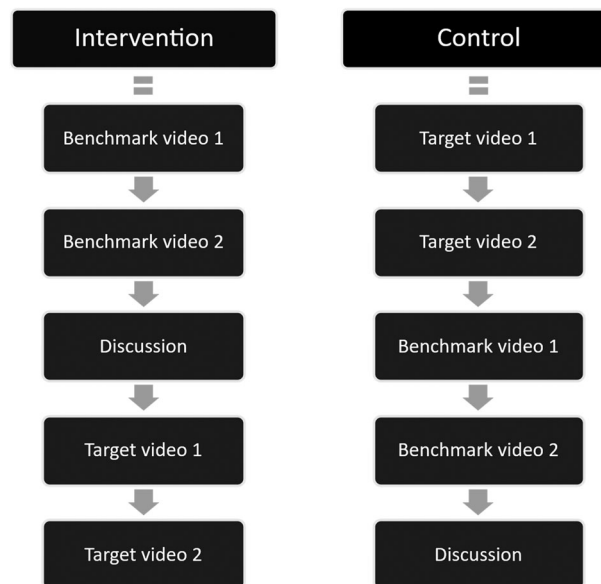 Intervention
Benchmark video 1
Benchmark video 2
Discussion
Target video 1
Target video 2
Control
Target video 1
Target video 2
Benchmark video 1
Benchmark video 2
Discussion